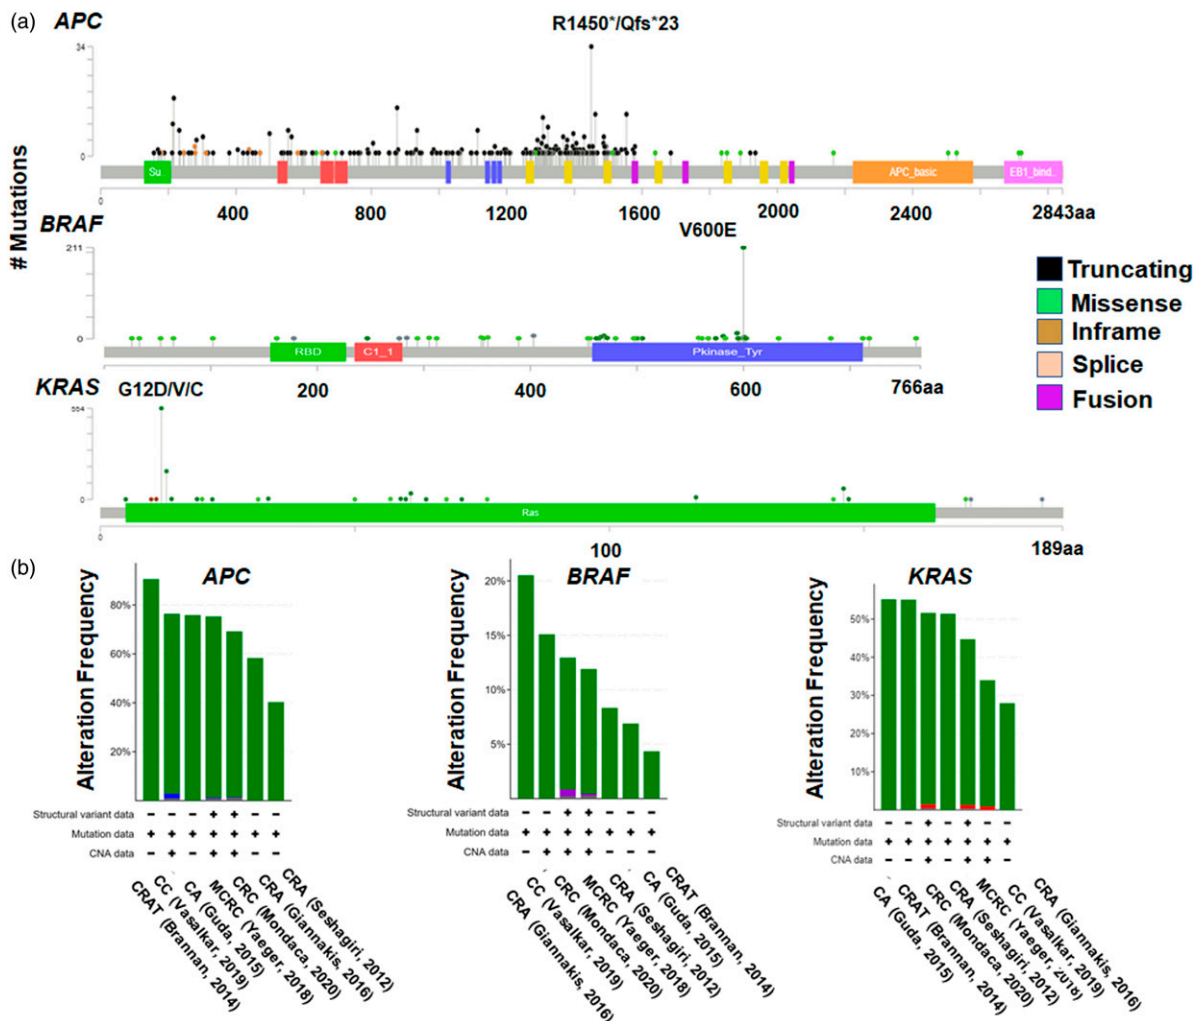 (a)
APC
R1450*/Qfs*23
34
0
Su
APC_basic
EB1_bind.
0
400
800
1200
1600
2000
2400
2843aa
# Mutations
BRAF
V600E
211
0
RBD
C1_1
Pkinase_Tyr
0
200
400
600
766aa
Truncating
Missense
Inframe
Splice
Fusion
KRAS
G12D/V/C
554
0
Ras
0
100
189aa
(b)
APC
Alteration Frequency
80%
60%
40%
20%
Structural variant data - - - + + - -
Mutation data + + + + + + +
CNA data - + - + + - -
CRAT (Brannan, 2014)
CC (Vasalkar, 2019)
CA (Guda, 2015)
MCRC (Yaeger, 2018)
CRC (Mondaca, 2020)
CRA (Giannakis, 2016)
CRA (Seshagiri, 2012)
BRAF
Alteration Frequency
20%
15%
10%
5%
Structural variant data - - + + - - -
Mutation data + + + + + + +
CNA data - + + + - - -
CRA (Giannakis, 2016)
CC (Vasalkar, 2019)
CRC (Mondaca, 2020)
MCRC (Yaeger, 2018)
CRA (Seshagiri, 2012)
CA (Guda, 2015)
CRAT (Brannan, 2014)
KRAS
Alteration Frequency
50%
40%
30%
20%
10%
Structural variant data - - + - + - -
Mutation data + + + + + + +
CNA data - - + - + + -
CA (Guda, 2015)
CRAT (Brannan, 2014)
CRC (Mondaca, 2020)
CRA (Seshagiri, 2012)
MCRC (Yaeger, 2018)
CC (Vasalkar, 2019)
CRA (Giannakis, 2016)